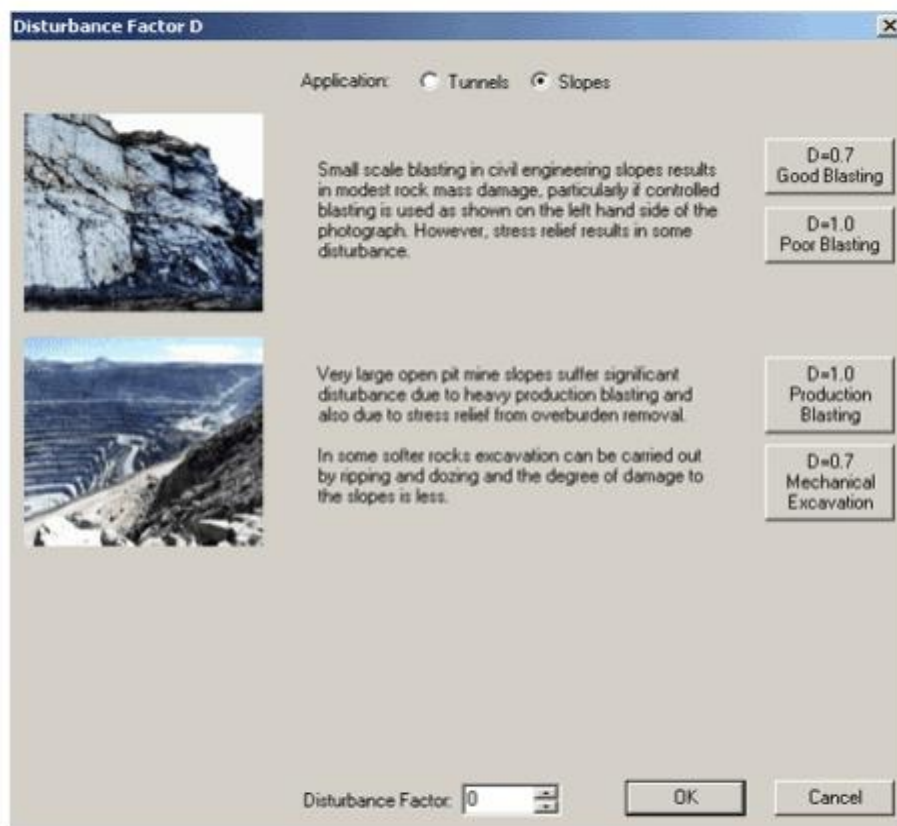 Disturbance Factor D
Application: Tunnels Slopes
Small scale blasting in civil engineering slopes results
in modest rock mass damage, particularly if controlled
blasting is used as shown on the left hand side of the
photograph. However, stress relief results in some
disturbance.
D=0.7
Good Blasting
D=1.0
Poor Blasting
Very large open pit mine slopes suffer significant
disturbance due to heavy production blasting and
also due to stress relief from overburden removal.
In some softer rocks excavation can be carried out
by ripping and dozing and the degree of damage to
the slopes is less.
D=1.0
Production
Blasting
D=0.7
Mechanical
Excavation
Disturbance Factor: 0
OK
Cancel